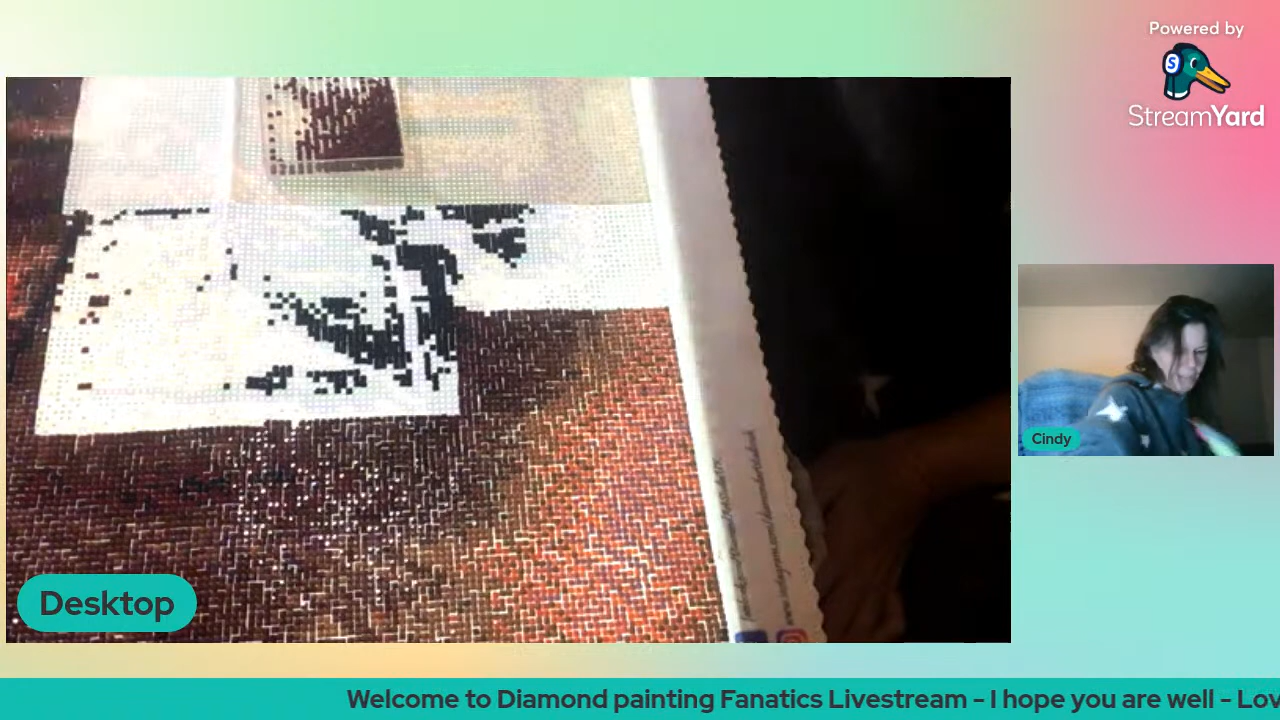 Powered by
StreamYard
S
Cindy
Desktop
Welcome to Diamond painting Fanatics Livestream - I hope you are well - Lov